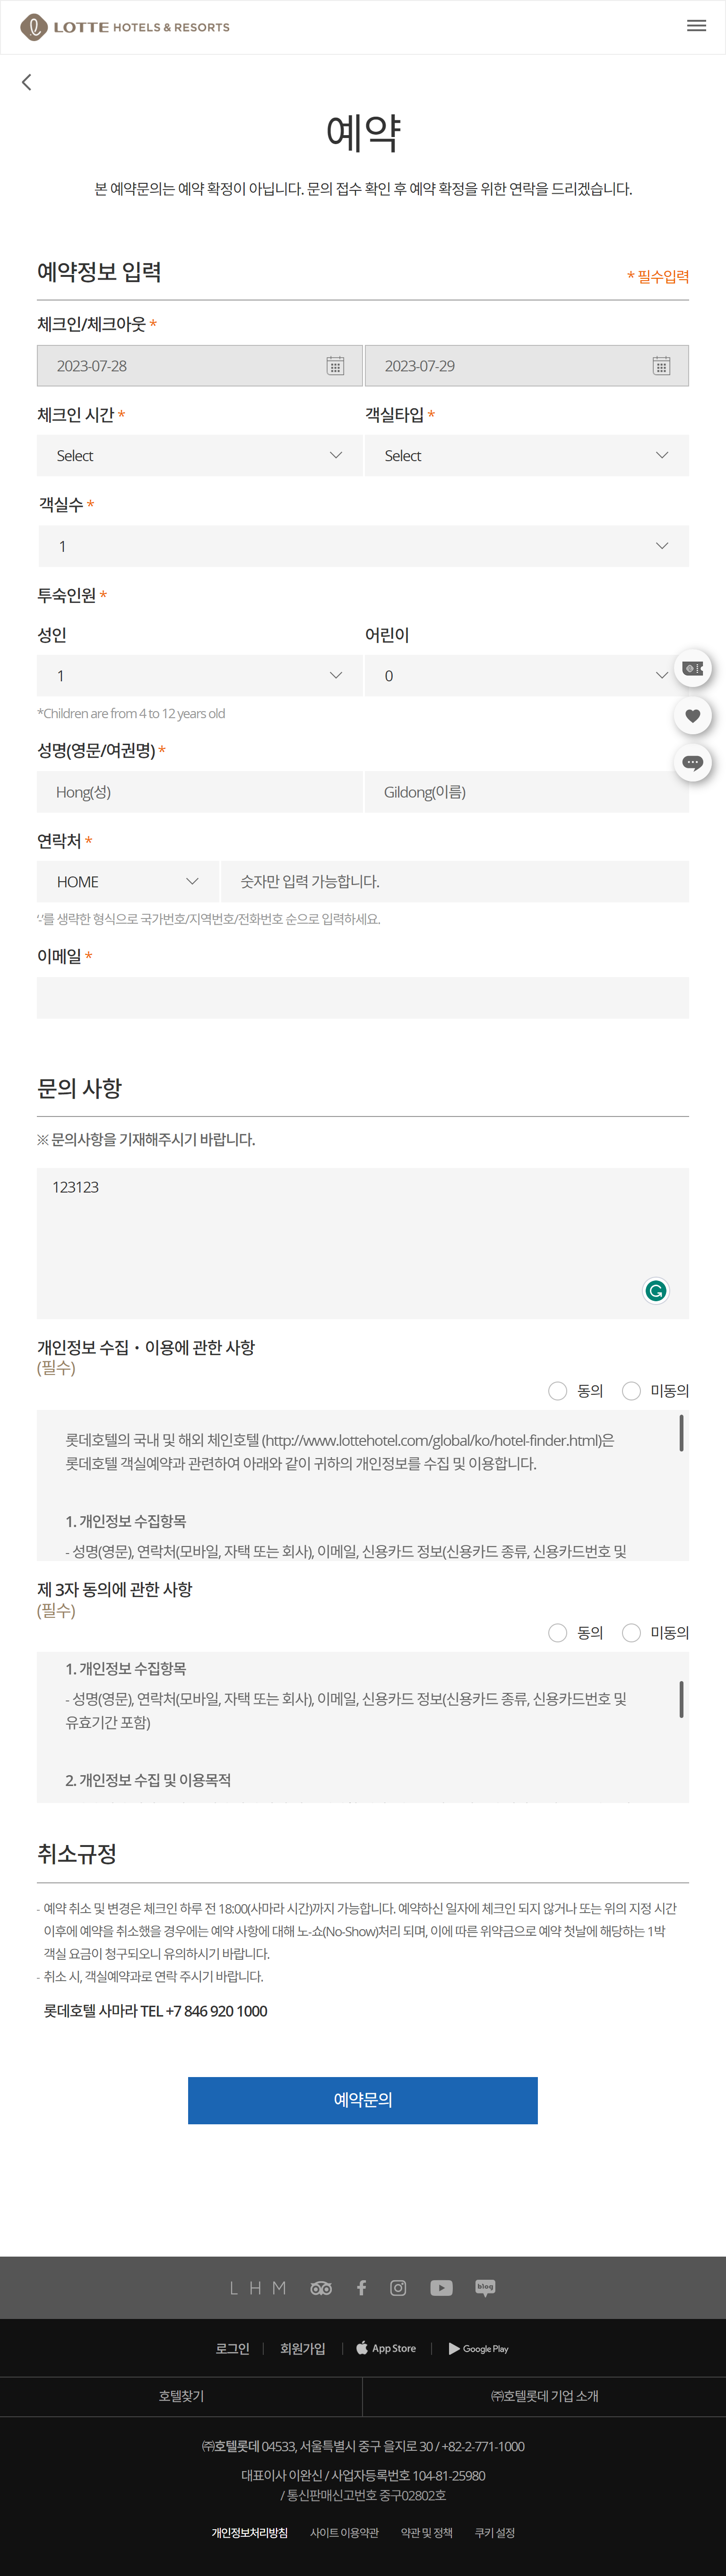 LOTTE HOTELS & RESORTS
예약
본 예약문의는 예약 확정이 아닙니다. 문의 접수 확인 후 예약 확정을 위한 연락을 드리겠습니다.
예약정보 입력
* 필수입력
체크인/체크아웃 *
2023-07-28
2023-07-29
체크인 시간 *
객실타입 *
Select
Select
객실수 *
1
투숙인원 *
성인
어린이
1
0
*Children are from 4 to 12 years old
성명(영문/여권명) *
Hong(성)
Gildong(이름)
연락처 *
HOME
숫자만 입력 가능합니다.
'-'를 생략한 형식으로 국가번호/지역번호/전화번호 순으로 입력하세요.
이메일 *
문의 사항
※ 문의사항을 기재해주시기 바랍니다.
123123
개인정보 수집・이용에 관한 사항
(필수)
동의
미동의
롯데호텔의 국내 및 해외 체인호텔 (http://www.lottehotel.com/global/ko/hotel-finder.html)은
롯데호텔 객실예약과 관련하여 아래와 같이 귀하의 개인정보를 수집 및 이용합니다.
1. 개인정보 수집항목
- 성명(영문), 연락처(모바일, 자택 또는 회사), 이메일, 신용카드 정보(신용카드 종류, 신용카드번호 및
제 3자 동의에 관한 사항
(필수)
동의
미동의
1. 개인정보 수집항목
- 성명(영문), 연락처(모바일, 자택 또는 회사), 이메일, 신용카드 정보(신용카드 종류, 신용카드번호 및
유효기간 포함)
2. 개인정보 수집 및 이용목적
취소규정
- 예약 취소 및 변경은 체크인 하루 전 18:00(사마라 시간)까지 가능합니다. 예약하신 일자에 체크인 되지 않거나 또는 위의 지정 시간
이후에 예약을 취소했을 경우에는 예약 사항에 대해 노-쇼(No-Show)처리 되며, 이에 따른 위약금으로 예약 첫날에 해당하는 1박
객실 요금이 청구되오니 유의하시기 바랍니다.
- 취소 시, 객실예약과로 연락 주시기 바랍니다.
롯데호텔 사마라 TEL +7 846 920 1000
예약문의
L H M
blog
로그인
회원가입
App Store
Google Play
호텔찾기
㈜호텔롯데 기업 소개
㈜호텔롯데 04533, 서울특별시 중구 을지로 30 / +82-2-771-1000
대표이사 이완신 / 사업자등록번호 104-81-25980
/ 통신판매신고번호 중구02802호
개인정보처리방침
사이트 이용약관
약관 및 정책
쿠키 설정